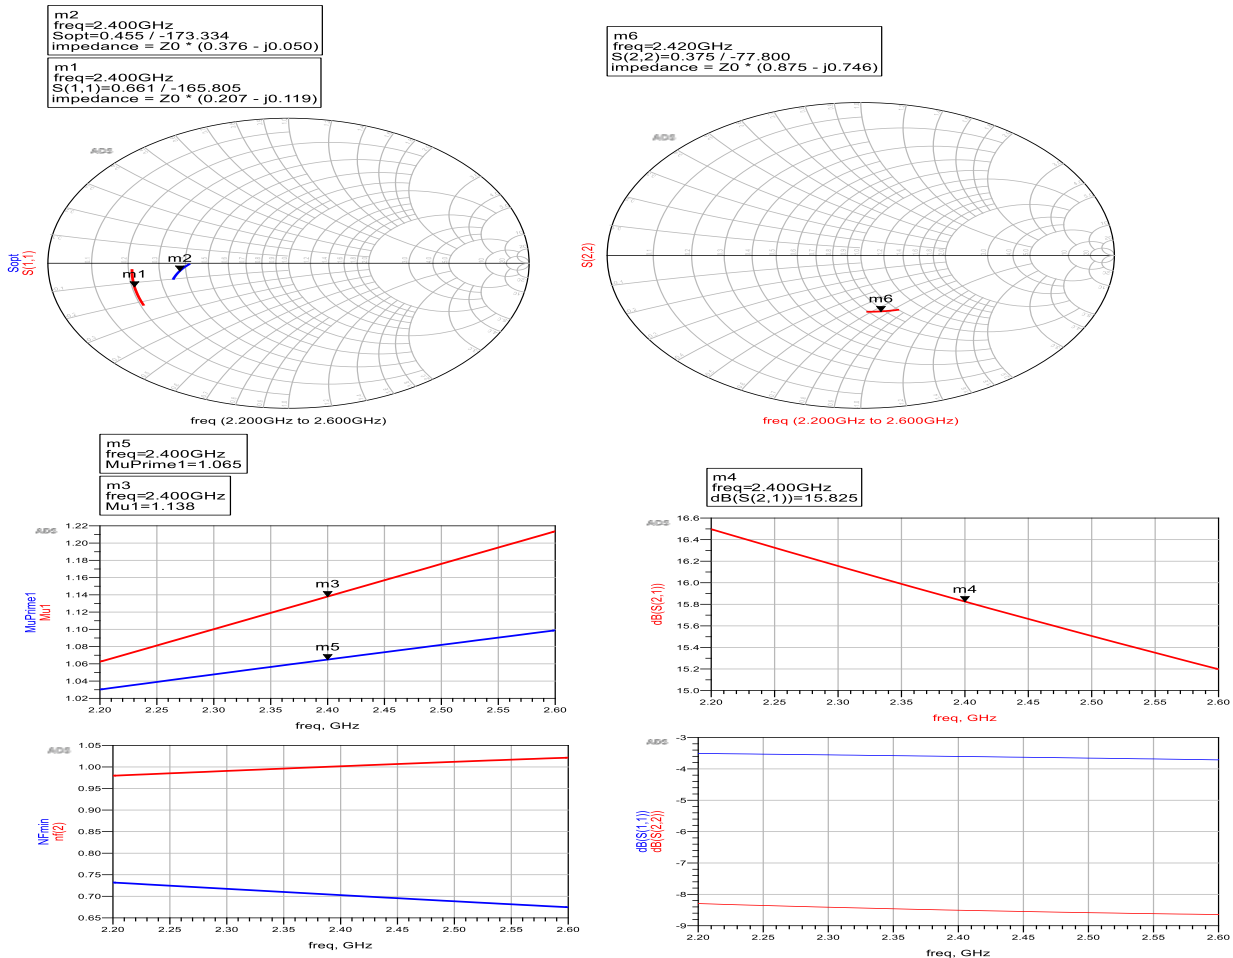 m2
freq=2.400GHz
Sopt=0.455 / -173.334
impedance = Z0 * (0.376 - j0.050)
m1
freq=2.400GHz
S(1,1)=0.661 / -165.805
impedance = Z0 * (0.207 - j0.119)
ADS
Sopt
S(1,1)
m1
m2
freq (2.200GHz to 2.600GHz)
m6
freq=2.420GHz
S(2,2)=0.375 / -77.800
impedance = Z0 * (0.875 - j0.746)
ADS
S(2,2)
m6
freq (2.200GHz to 2.600GHz)
m5
freq=2.400GHz
MuPrime1=1.065
m3
freq=2.400GHz
Mu1=1.138
ADS
MuPrime1
Mu1
1.22
1.20
1.18
1.16
1.14
1.12
1.10
1.08
1.06
1.04
1.02
m3
m5
2.20 2.25 2.30 2.35 2.40 2.45 2.50 2.55 2.60
freq, GHz
m4
freq=2.400GHz
dB(S(2,1))=15.825
ADS
dB(S(2,1))
16.6
16.4
16.2
16.0
15.8
15.6
15.4
15.2
15.0
m4
2.20 2.25 2.30 2.35 2.40 2.45 2.50 2.55 2.60
freq, GHz
ADS
NFmin
nf(2)
1.05
1.00
0.95
0.90
0.85
0.80
0.75
0.70
0.65
2.20 2.25 2.30 2.35 2.40 2.45 2.50 2.55 2.60
freq, GHz
ADS
dB(S(1,1))
dB(S(2,2))
-3
-4
-5
-6
-7
-8
-9
2.20 2.25 2.30 2.35 2.40 2.45 2.50 2.55 2.60
freq, GHz